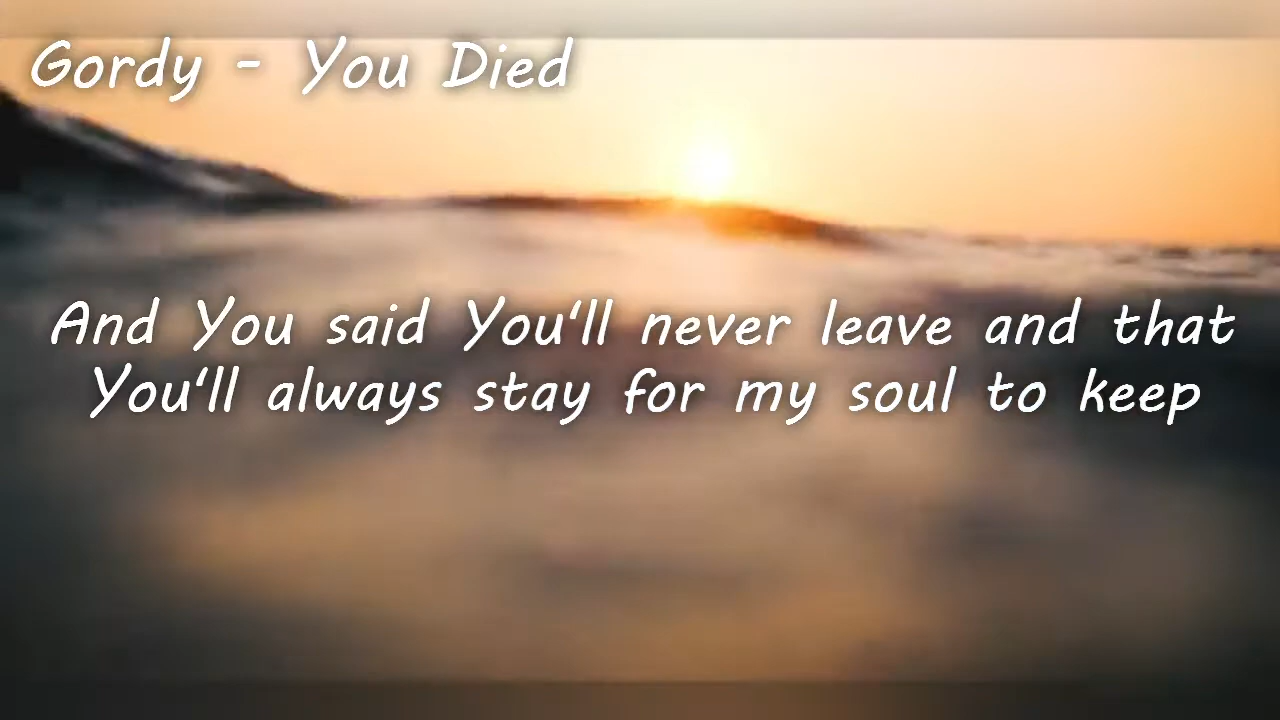 Gordy - You Died
And You said You'll never leave and that
You'll always stay for my soul to keep